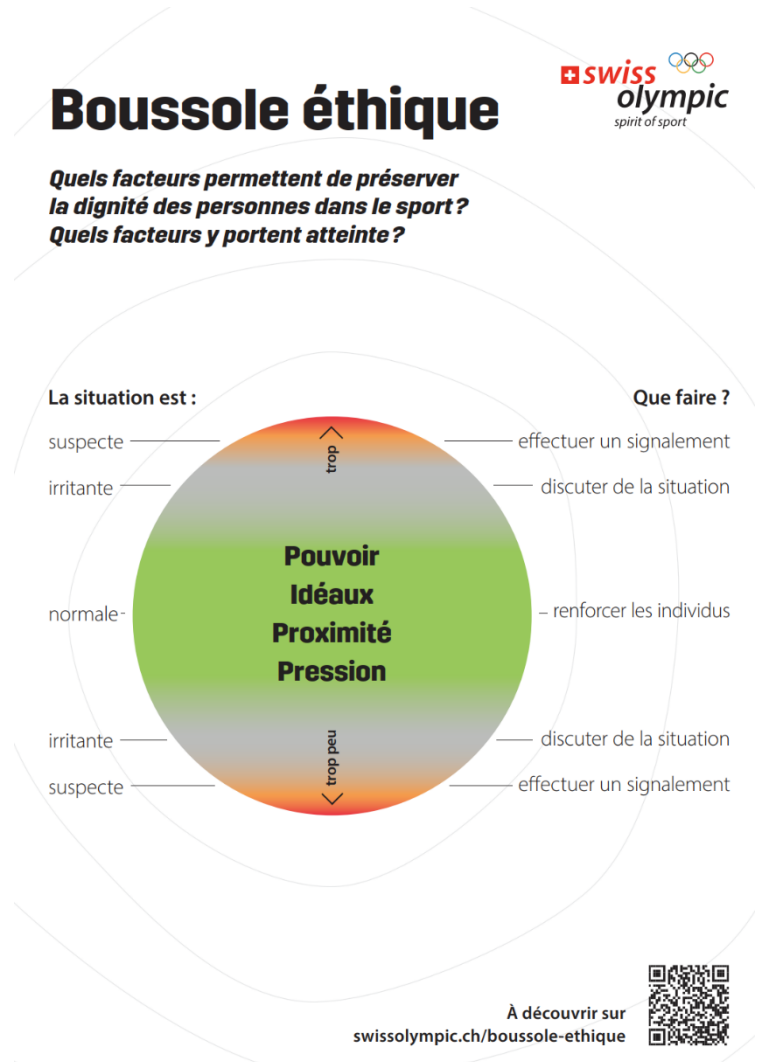 swiss
olympic
spirit of sport
Boussole éthique
Quels facteurs permettent de préserver
la dignité des personnes dans le sport ?
Quels facteurs y portent atteinte ?
La situation est :
Que faire ?
suspecte
trop
effectuer un signalement
irritante
discuter de la situation
Pouvoir
Idéaux
Proximité
Pression
normale
renforcer les individus
irritante
trop peu
discuter de la situation
suspecte
effectuer un signalement
À découvrir sur
swissolympic.ch/boussole-ethique